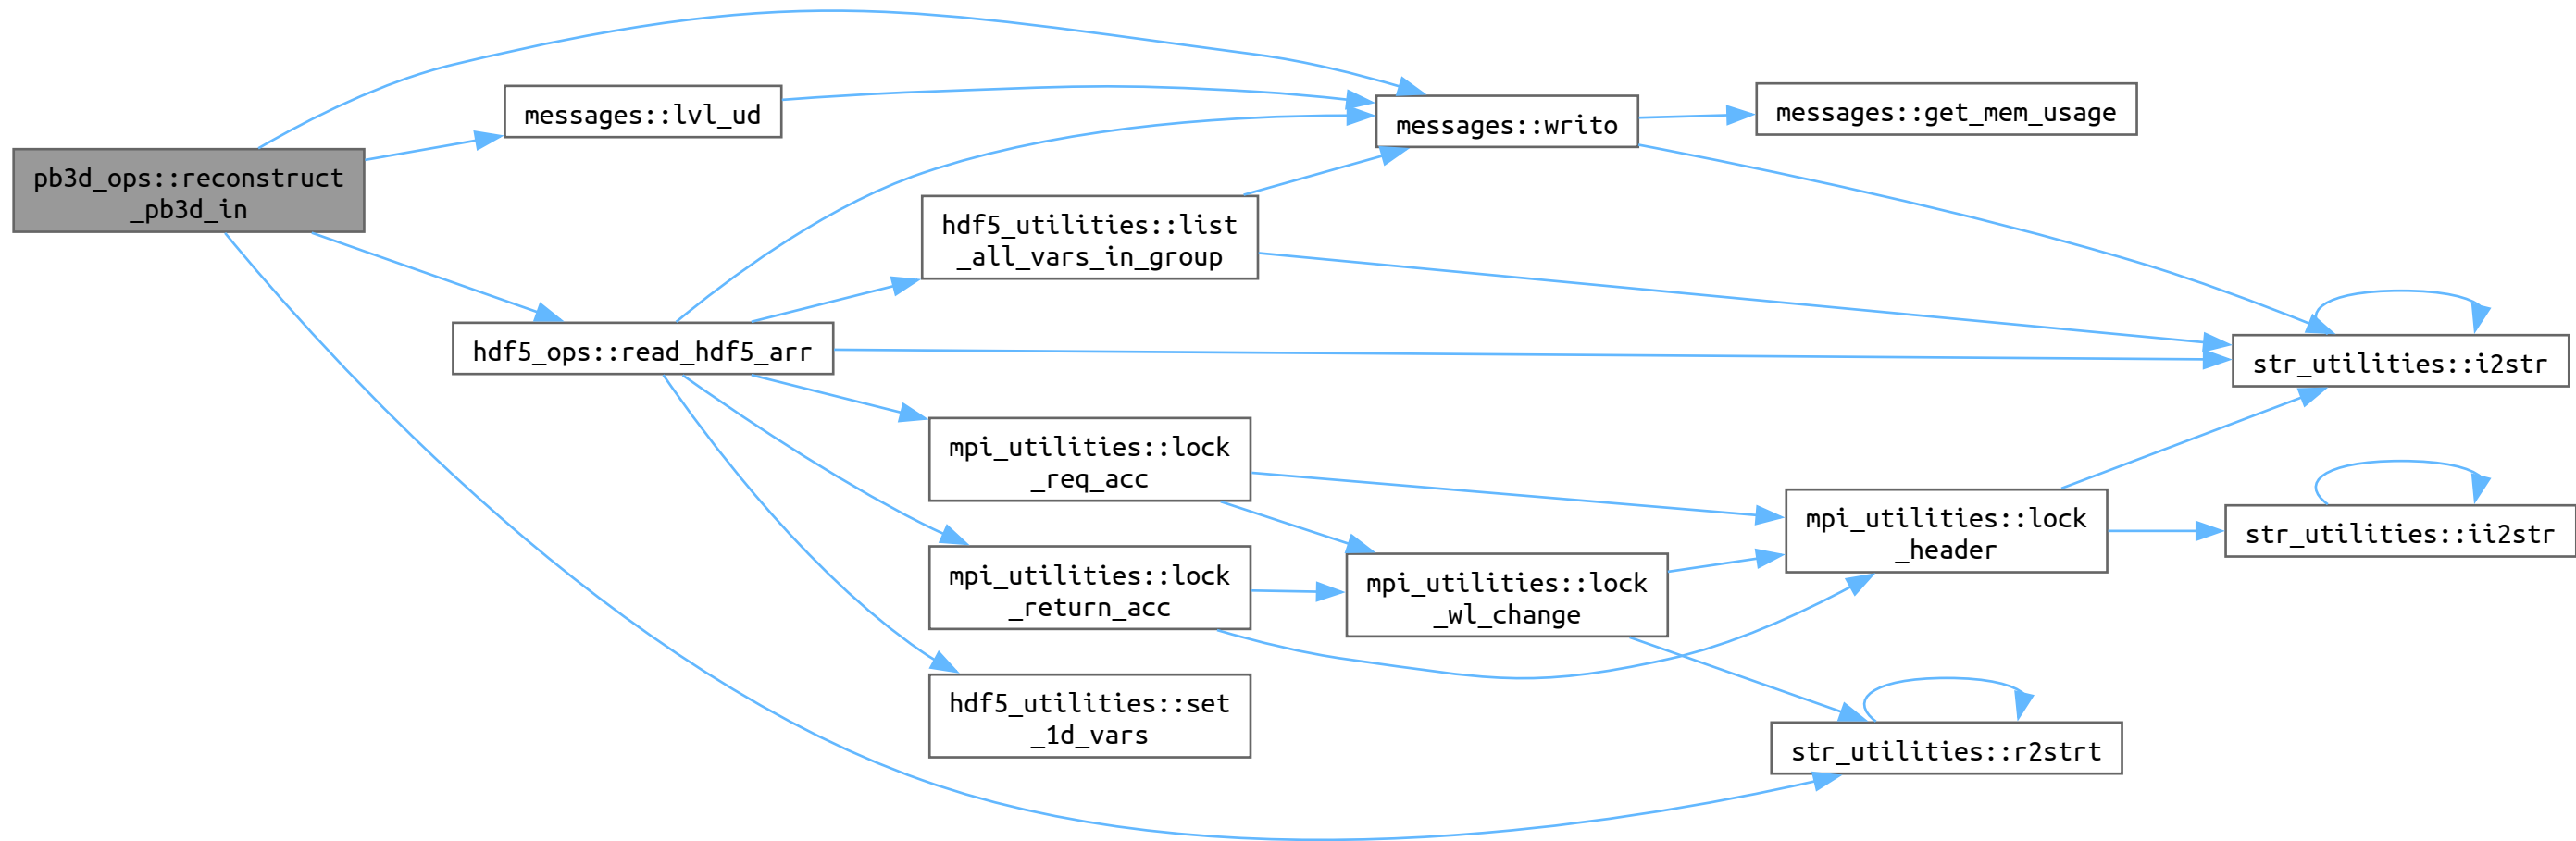 pb3d_ops::reconstruct
_pb3d_in
messages::lvl_ud
hdf5_ops::read_hdf5_arr
hdf5_utilities::list
_all_vars_in_group
mpi_utilities::lock
_req_acc
mpi_utilities::lock
_return_acc
hdf5_utilities::set
_1d_vars
messages::writo
mpi_utilities::lock
_wl_change
messages::get_mem_usage
mpi_utilities::lock
_header
str_utilities::r2strt
str_utilities::i2str
str_utilities::ii2str